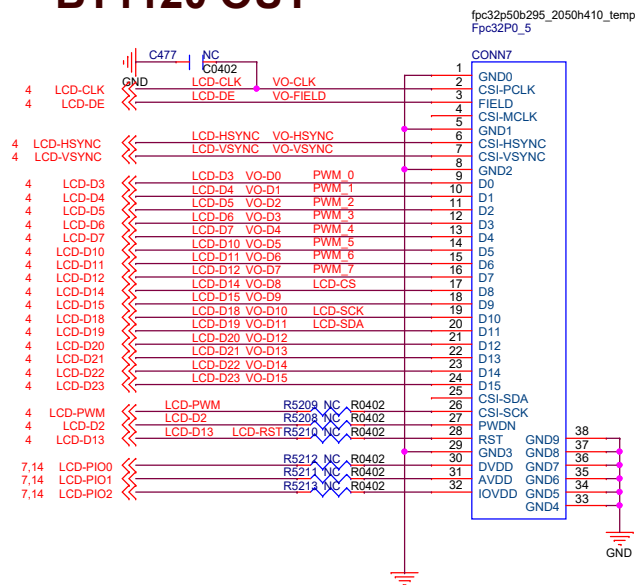 BT1120 OUT
fpc32p50b295_2050h410_temp
Fpc32P0_5
C477 NC
C0402
GND
CONN7
1 GND0
4 LCD-CLK LCD-CLK VO-CLK 2 CSI-PCLK
4 LCD-DE LCD-DE VO-FIELD 3 FIELD
4 CSI-MCLK
5 GND1
4 LCD-HSYNC LCD-HSYNC VO-HSYNC 6 CSI-HSYNC
4 LCD-VSYNC LCD-VSYNC VO-VSYNC 7 CSI-VSYNC
8 GND2
4 LCD-D3 LCD-D3 VO-D0 PWM_0 9 D0
4 LCD-D4 LCD-D4 VO-D1 PWM_1 10 D1
4 LCD-D5 LCD-D5 VO-D2 PWM_2 11 D2
4 LCD-D6 LCD-D6 VO-D3 PWM_3 12 D3
4 LCD-D7 LCD-D7 VO-D4 PWM_4 13 D4
4 LCD-D10 LCD-D10 VO-D5 PWM_5 14 D5
4 LCD-D11 LCD-D11 VO-D6 PWM_6 15 D6
4 LCD-D12 LCD-D12 VO-D7 PWM_7 16 D7
4 LCD-D14 LCD-D14 VO-D8 LCD-CS 17 D8
4 LCD-D15 LCD-D15 VO-D9 18 D9
4 LCD-D18 LCD-D18 VO-D10 LCD-SCK 19 D10
4 LCD-D19 LCD-D19 VO-D11 LCD-SDA 20 D11
4 LCD-D20 LCD-D20 VO-D12 21 D12
4 LCD-D21 LCD-D21 VO-D13 22 D13
4 LCD-D22 LCD-D22 VO-D14 23 D14
4 LCD-D23 LCD-D23 VO-D15 24 D15
25 CSI-SDA
4 LCD-PWM LCD-PWM R5209 NC R0402 26 CSI-SCK
4 LCD-D2 LCD-D2 R5208 NC R0402 27 PWDN
4 LCD-D13 LCD-D13 LCD-RST R5210 NC R0402 28 RST GND9 38
29 GND3 GND8 37
7,14 LCD-PIO0 R5212 NC R0402 30 DVDD GND7 36
7,14 LCD-PIO1 R5211 NC R0402 31 AVDD GND6 35
7,14 LCD-PIO2 R5213 NC R0402 32 IOVDD GND5 34
GND4 33
GND